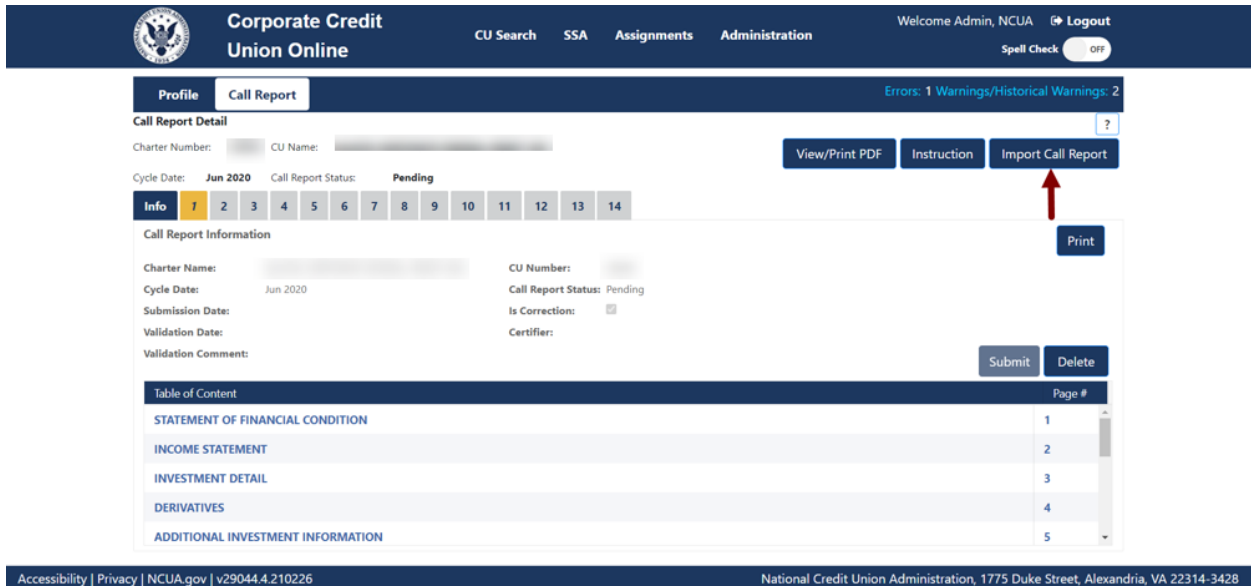 Corporate Credit
Union Online
CU Search SSA Assignments Administration
Welcome Admin, NCUA Logout
Spell Check OFF
Profile Call Report
Errors: 1 Warnings/Historical Warnings: 2
Call Report Detail
?
Charter Number: CU Name:
View/Print PDF Instruction Import Call Report
Cycle Date: Jun 2020 Call Report Status: Pending
Info 1 2 3 4 5 6 7 8 9 10 11 12 13 14
Call Report Information
Print
Charter Name: CU Number:
Cycle Date: Jun 2020 Call Report Status: Pending
Submission Date: Is Correction:
Validation Date: Certifier:
Validation Comment:
Submit Delete
Table of Content Page #
STATEMENT OF FINANCIAL CONDITION 1
INCOME STATEMENT 2
INVESTMENT DETAIL 3
DERIVATIVES 4
ADDITIONAL INVESTMENT INFORMATION 5
Accessibility | Privacy | NCUA.gov | v29044.4.210226
National Credit Union Administration, 1775 Duke Street, Alexandria, VA 22314-3428